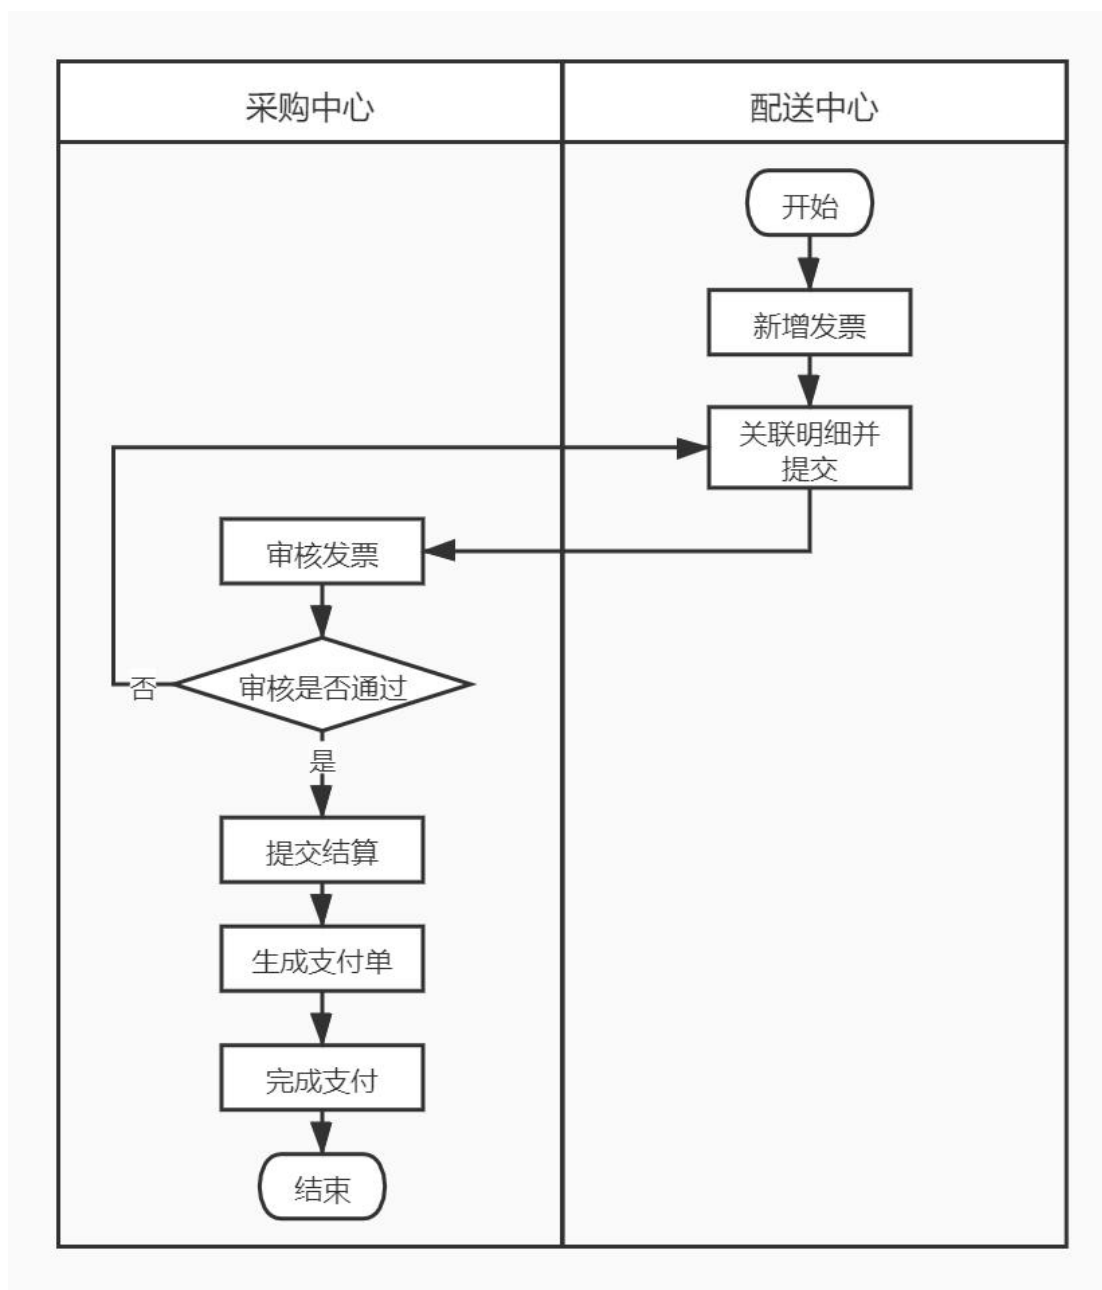 采购中心
配送中心
开始
新增发票
关联明细并
提交
审核发票
审核是否通过
否
是
提交结算
生成支付单
完成支付
结束